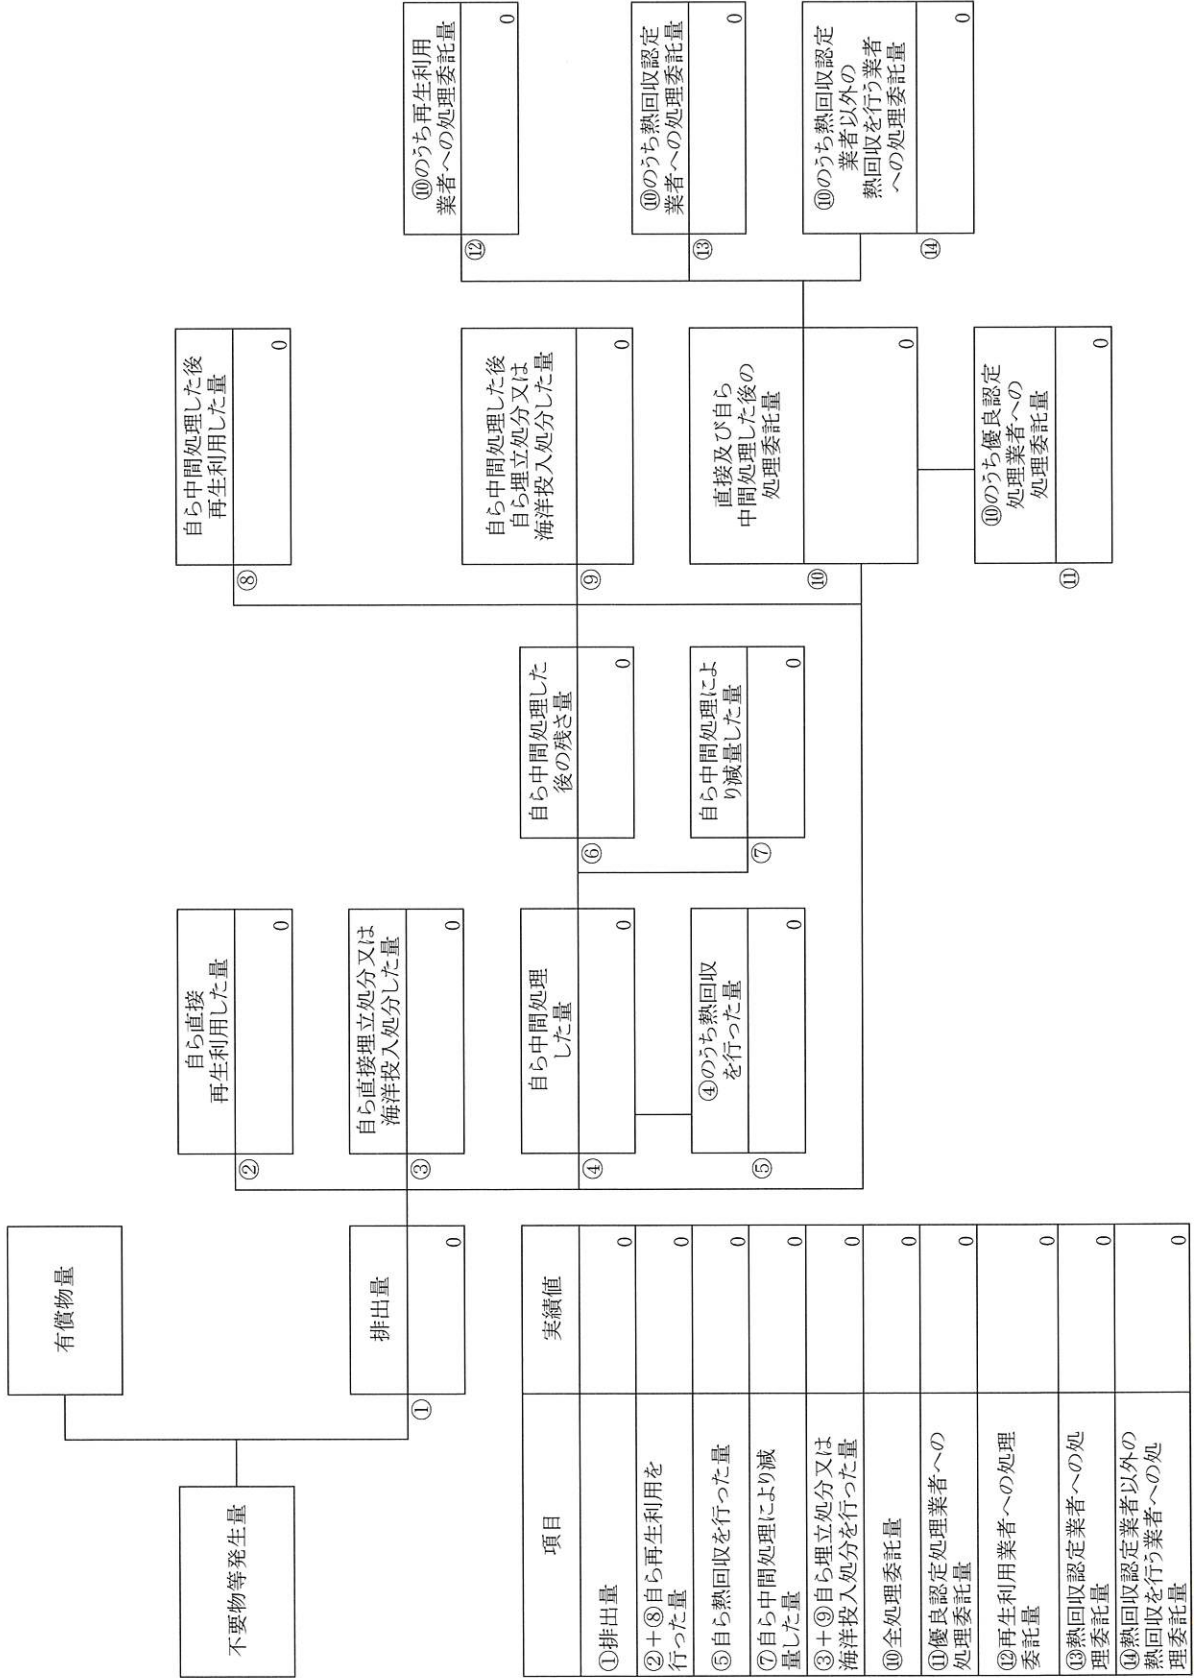 不要物等発生量
有償物量
①
排出量
0
②
自ら直接
再生利用した量
0
③
自ら直接埋立処分又は
海洋投入処分した量
0
④
自ら中間処理
した量
0
⑤
④のうち熱回収
を行った量
0
⑥
自ら中間処理した
後の残さ量
0
⑦
自ら中間処理によ
り減量した量
0
⑧
自ら中間処理した後
再生利用した量
0
⑨
自ら中間処理した後
自ら埋立処分又は
海洋投入処分した量
0
⑩
直接及び自ら
中間処理した後の
処理委託量
0
⑪
⑩のうち優良認定
処理業者への
処理委託量
0
⑫
⑩のうち再生利用
業者への処理委託量
0
⑬
⑩のうち熱回収認定
業者への処理委託量
0
⑭
⑩のうち熱回収認定
業者以外の
熱回収を行う業者
への処理委託量
0
項目 実績値
①排出量 0
②+⑧自ら再生利用を
行った量 0
⑤自ら熱回収を行った量 0
⑦自ら中間処理により減
量した量 0
③+⑨自ら埋立処分又は
海洋投入処分を行った量 0
⑩全処理委託量 0
⑪優良認定処理業者への
処理委託量 0
⑫再生利用業者への処理
委託量 0
⑬熱回収認定業者への処
理委託量 0
⑭熱回収認定業者以外の
熱回収を行う業者への処
理委託量 0